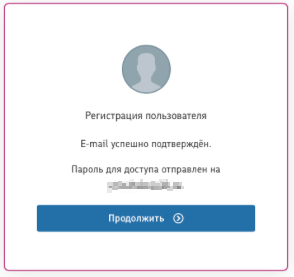 Регистрация пользователя
E-mail успешно подтверждён.
Пароль для доступа отправлен на
Продолжить